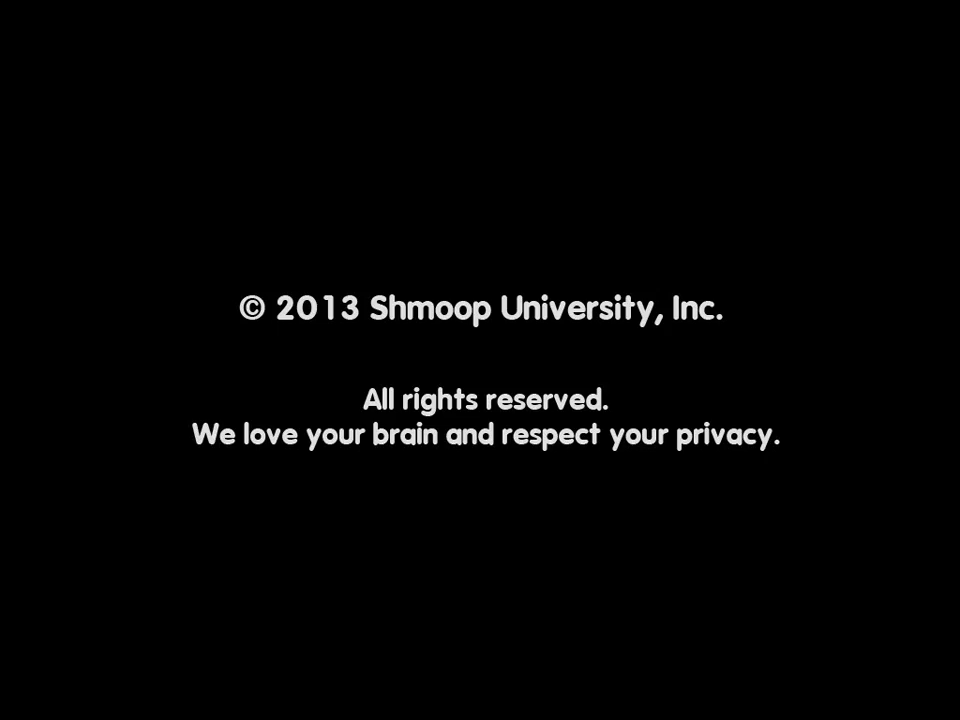 © 2013 Shmoop University, Inc.
All rights reserved.
We love your brain and respect your privacy.